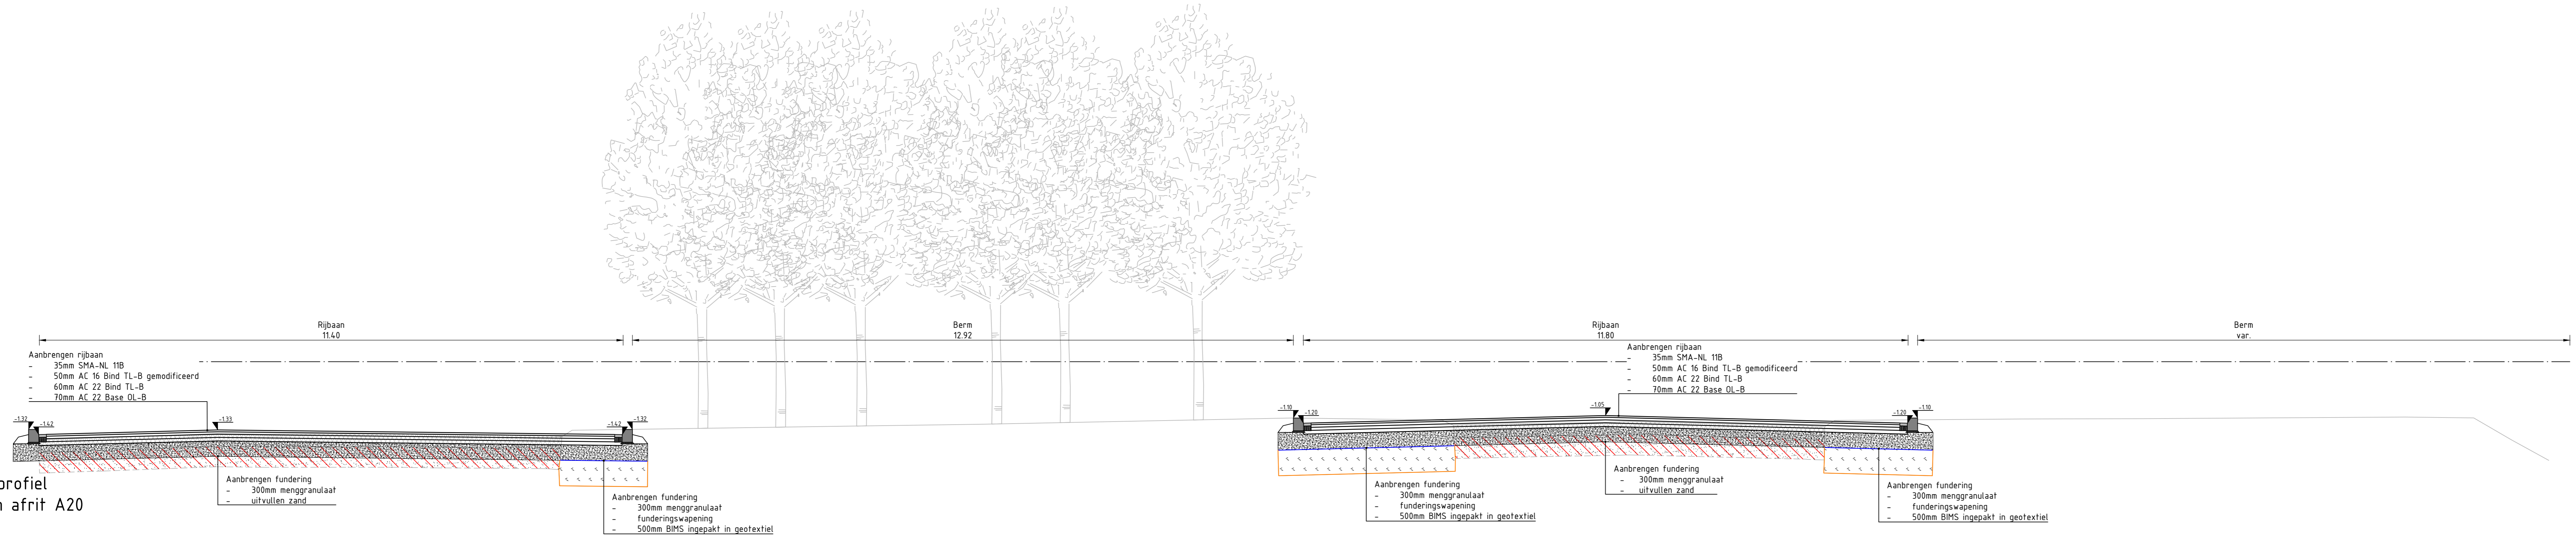 Rijbaan
11.40
Berm
12.92
Rijbaan
11.80
Berm
var.
Aanbrengen rijbaan
- 35mm SMA-NL 11B
- 50mm AC 16 Bind TL-B gemodificeerd
- 60mm AC 22 Bind TL-B
- 70mm AC 22 Base OL-B
Aanbrengen rijbaan
- 35mm SMA-NL 11B
- 50mm AC 16 Bind TL-B gemodificeerd
- 60mm AC 22 Bind TL-B
- 70mm AC 22 Base OL-B
-1.32
-1.42
-1.33
-1.42
-1.32
-1.10
-1.20
-1.05
-1.20
-1.10
Aanbrengen fundering
- 300mm menggranulaat
- uitvullen zand
Aanbrengen fundering
- 300mm menggranulaat
- funderingswapening
- 500mm BIMS ingepakt in geotextiel
Aanbrengen fundering
- 300mm menggranulaat
- funderingswapening
- 500mm BIMS ingepakt in geotextiel
Aanbrengen fundering
- 300mm menggranulaat
- uitvullen zand
Aanbrengen fundering
- 300mm menggranulaat
- funderingswapening
- 500mm BIMS ingepakt in geotextiel
rofiel
afrit A20